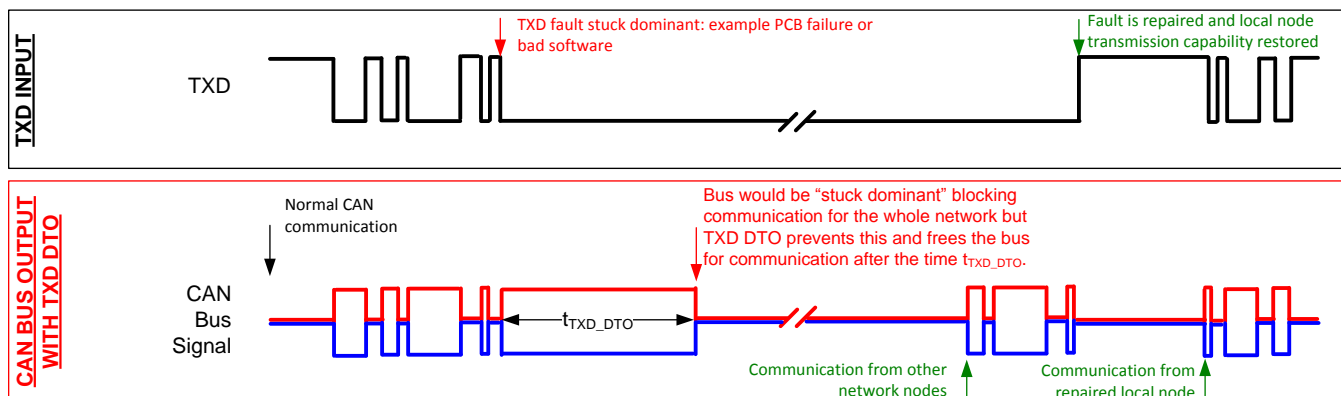 TXD INPUT
TXD fault stuck dominant: example PCB failure or
bad software
Fault is repaired and local node
transmission capability restored
TXD
CAN BUS OUTPUT
WITH TXD DTO
Normal CAN
communication
Bus would be “stuck dominant” blocking
communication for the whole network but
TXD DTO prevents this and frees the bus
for communication after the time tTXD_DTO.
CAN
Bus
Signal
tTXD_DTO
Communication from other
network nodes
Communication from
repaired local node